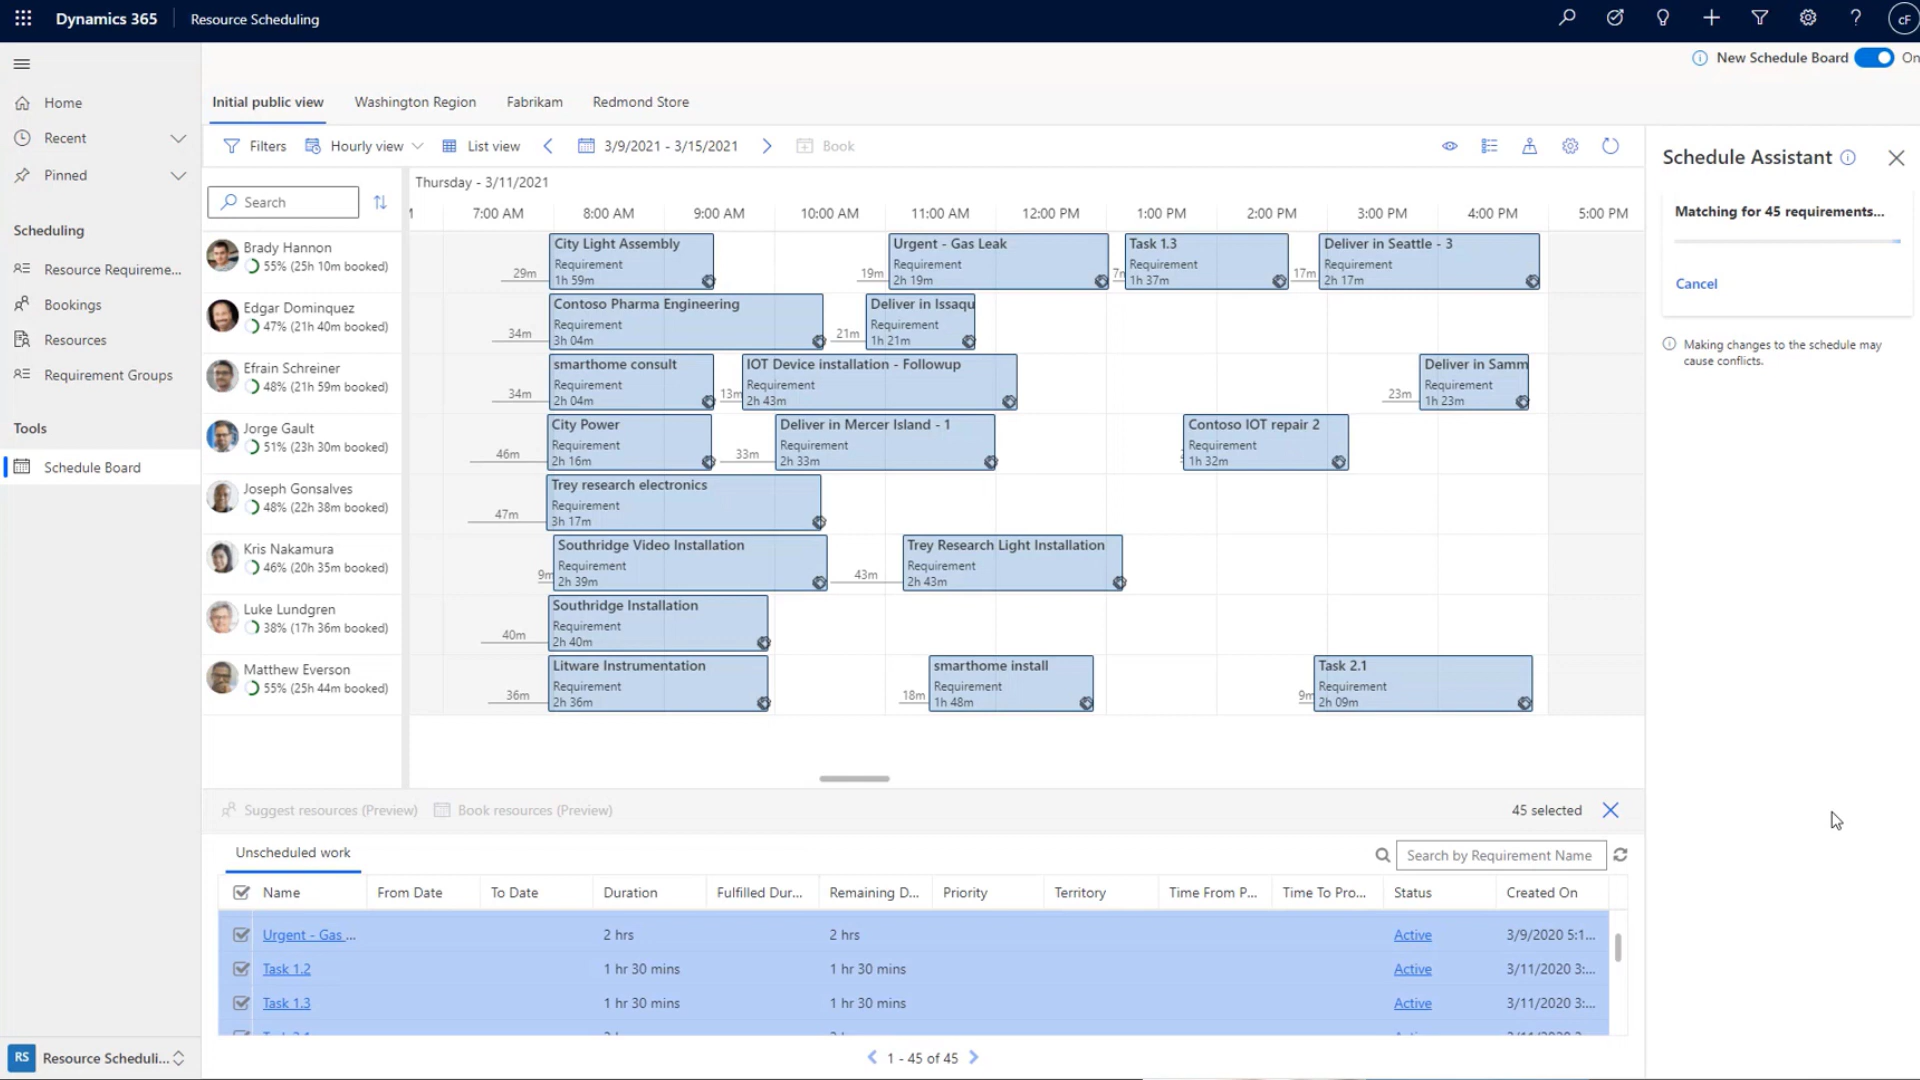 Dynamics 365
Resource Scheduling
cF
New Schedule Board
On
Home
Recent
Pinned
Scheduling
Resource Requireme...
Bookings
Resources
Requirement Groups
Tools
Schedule Board
RS
Resource Scheduli...
Initial public view
Washington Region
Fabrikam
Redmond Store
Filters
Hourly view
List view
3/9/2021 - 3/15/2021
Book
Search
Thursday - 3/11/2021
7:00 AM
8:00 AM
9:00 AM
10:00 AM
11:00 AM
12:00 PM
1:00 PM
2:00 PM
3:00 PM
4:00 PM
5:00 PM
Brady Hannon
55% (25h 10m booked)
29m
City Light Assembly
Requirement
1h 59m
19m
Urgent - Gas Leak
Requirement
2h 19m
Task 1.3
Requirement
1h 37m
17m
Deliver in Seattle - 3
Requirement
2h 17m
Edgar Dominquez
47% (21h 40m booked)
34m
Contoso Pharma Engineering
Requirement
3h 04m
21m
Deliver in Issaqu
Requirement
1h 21m
Efrain Schreiner
48% (21h 59m booked)
34m
smarthome consult
Requirement
2h 04m
13m
IOT Device installation - Followup
Requirement
2h 43m
23m
Deliver in Samm
Requirement
1h 23m
Jorge Gault
51% (23h 30m booked)
46m
City Power
Requirement
2h 16m
33m
Deliver in Mercer Island - 1
Requirement
2h 33m
Contoso IOT repair 2
Requirement
1h 32m
Joseph Gonsalves
48% (22h 38m booked)
47m
Trey research electronics
Requirement
3h 17m
Kris Nakamura
46% (20h 35m booked)
9m
Southridge Video Installation
Requirement
2h 39m
43m
Trey Research Light Installation
Requirement
2h 43m
Luke Lundgren
38% (17h 36m booked)
40m
Southridge Installation
Requirement
2h 40m
Matthew Everson
55% (25h 44m booked)
36m
Litware Instrumentation
Requirement
2h 36m
18m
smarthome install
Requirement
1h 48m
9m
Task 2.1
Requirement
2h 09m
Suggest resources (Preview)
Book resources (Preview)
45 selected
Unscheduled work
Search by Requirement Name
Name
From Date
To Date
Duration
Fulfilled Dur...
Remaining D...
Priority
Territory
Time From P...
Time To Pro...
Status
Created On
Urgent - Gas ...
2 hrs
2 hrs
Active
3/9/2020 5:1...
Task 1.2
1 hr 30 mins
1 hr 30 mins
Active
3/11/2020 3:...
Task 1.3
1 hr 30 mins
1 hr 30 mins
Active
3/11/2020 3:...
1 - 45 of 45
Schedule Assistant
Matching for 45 requirements...
Cancel
Making changes to the schedule may
cause conflicts.